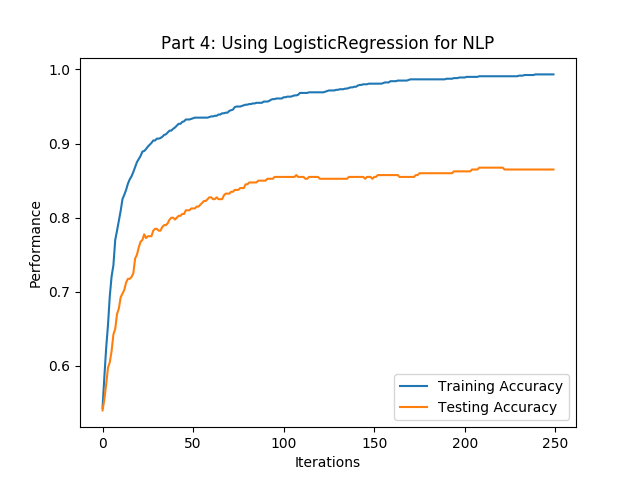 Part 4: Using LogisticRegression for NLP
1.0
0.9
0.8
0.7
0.6
Performance
0
50
100
150
200
250
Iterations
Training Accuracy
Testing Accuracy